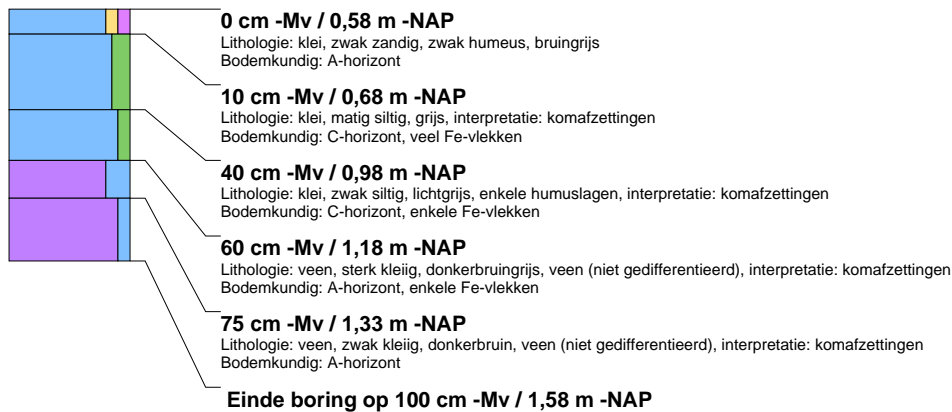 0 cm -Mv / 0,58 m -NAP
Lithologie: klei, zwak zandig, zwak humeus, bruingrijs
Bodemkundig: A-horizont
10 cm -Mv / 0,68 m -NAP
Lithologie: klei, matig siltig, grijs, interpretatie: komafzettingen
Bodemkundig: C-horizont, veel Fe-vlekken
40 cm -Mv / 0,98 m -NAP
Lithologie: klei, zwak siltig, lichtgrijs, enkele humuslagen, interpretatie: komafzettingen
Bodemkundig: C-horizont, enkele Fe-vlekken
60 cm -Mv / 1,18 m -NAP
Lithologie: veen, sterk kleiig, donkerbruingrijs, veen (niet gedifferentieerd), interpretatie: komafzettingen
Bodemkundig: A-horizont, enkele Fe-vlekken
75 cm -Mv / 1,33 m -NAP
Lithologie: veen, zwak kleiig, donkerbruin, veen (niet gedifferentieerd), interpretatie: komafzettingen
Bodemkundig: A-horizont
Einde boring op 100 cm -Mv / 1,58 m -NAP